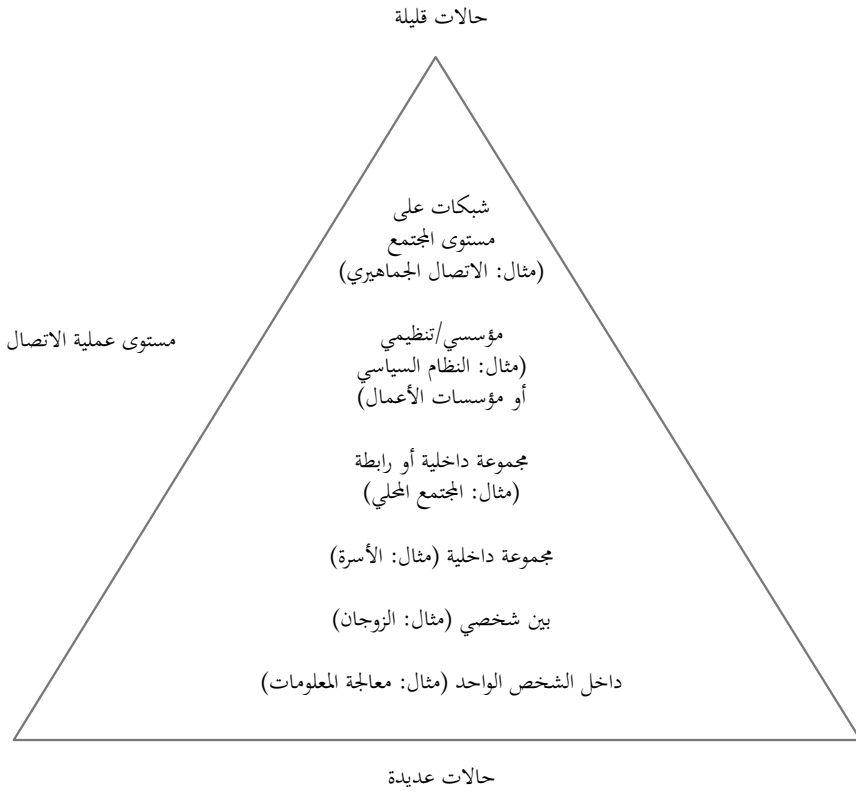 حالات قليلة
شبكات على
مستوى المجتمع
(مثال: الاتصال الجماهيري)
مستوى عملية الاتصال
مؤسسي/تنظيمي
(مثال: النظام السياسي
أو مؤسسات الأعمال)
مجموعة داخلية أو رابطة
(مثال: المجتمع المحلي)
مجموعة داخلية (مثال: الأسرة)
بين شخصي (مثال: الزوجان)
داخل الشخص الواحد (مثال: معالجة المعلومات)
حالات عديدة